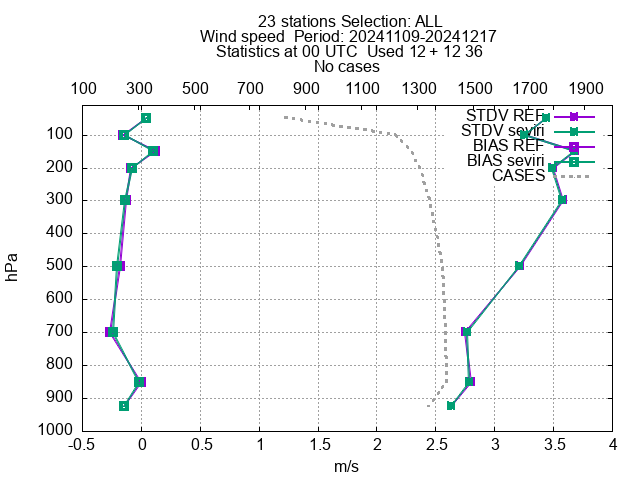 23 stations Selection: ALL
Wind speed  Period: 20241109-20241217
Statistics at 00 UTC  Used 12 + 12 36
No cases
100 300 500 700 900 1100 1300 1400 1700 1900
STDV REF
STDV seviri
BIAS REF
BIAS seviri
CASES
100
200
300
400
500
600
700
800
900
1000
hPa
-0.5 0 0.5 1 1.5 2 2.5 3 3.5 4
m/s